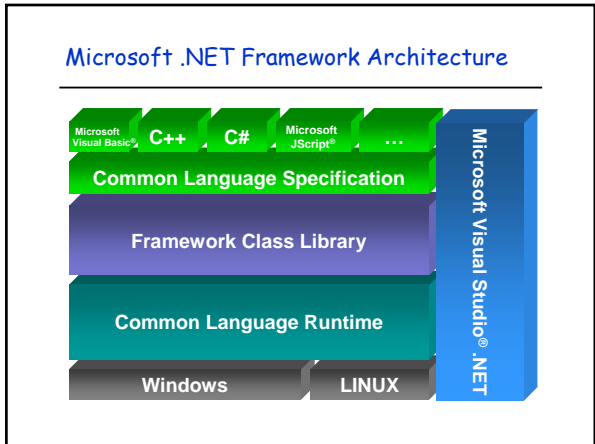 Microsoft .NET Framework Architecture
Microsoft
Visual Basic®
C++
C#
Microsoft
JScript®
...
Common Language Specification
Framework Class Library
Common Language Runtime
Windows
LINUX
Microsoft Visual Studio® .NET